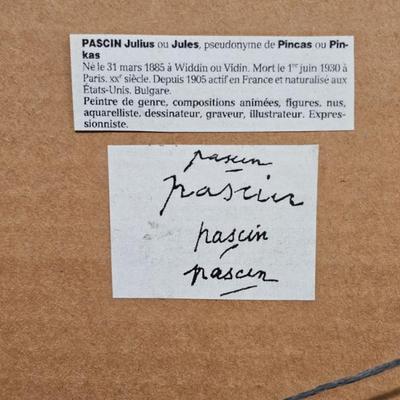 PASCIN Julius ou Jules, pseudonyme de Pincas ou Pin-
kas
Né le 31 mars 1885 à Widdin ou Vidin. Mort le 1er juin 1930 à
Paris. XXe siècle. Depuis 1905 actif en France et naturalisé aux
États-Unis. Bulgare.
Peintre de genre, compositions animées, figures, nus,
aquarelliste, dessinateur, graveur, illustrateur. Expres-
sionniste.
pascin
pascin
pascin
pascin